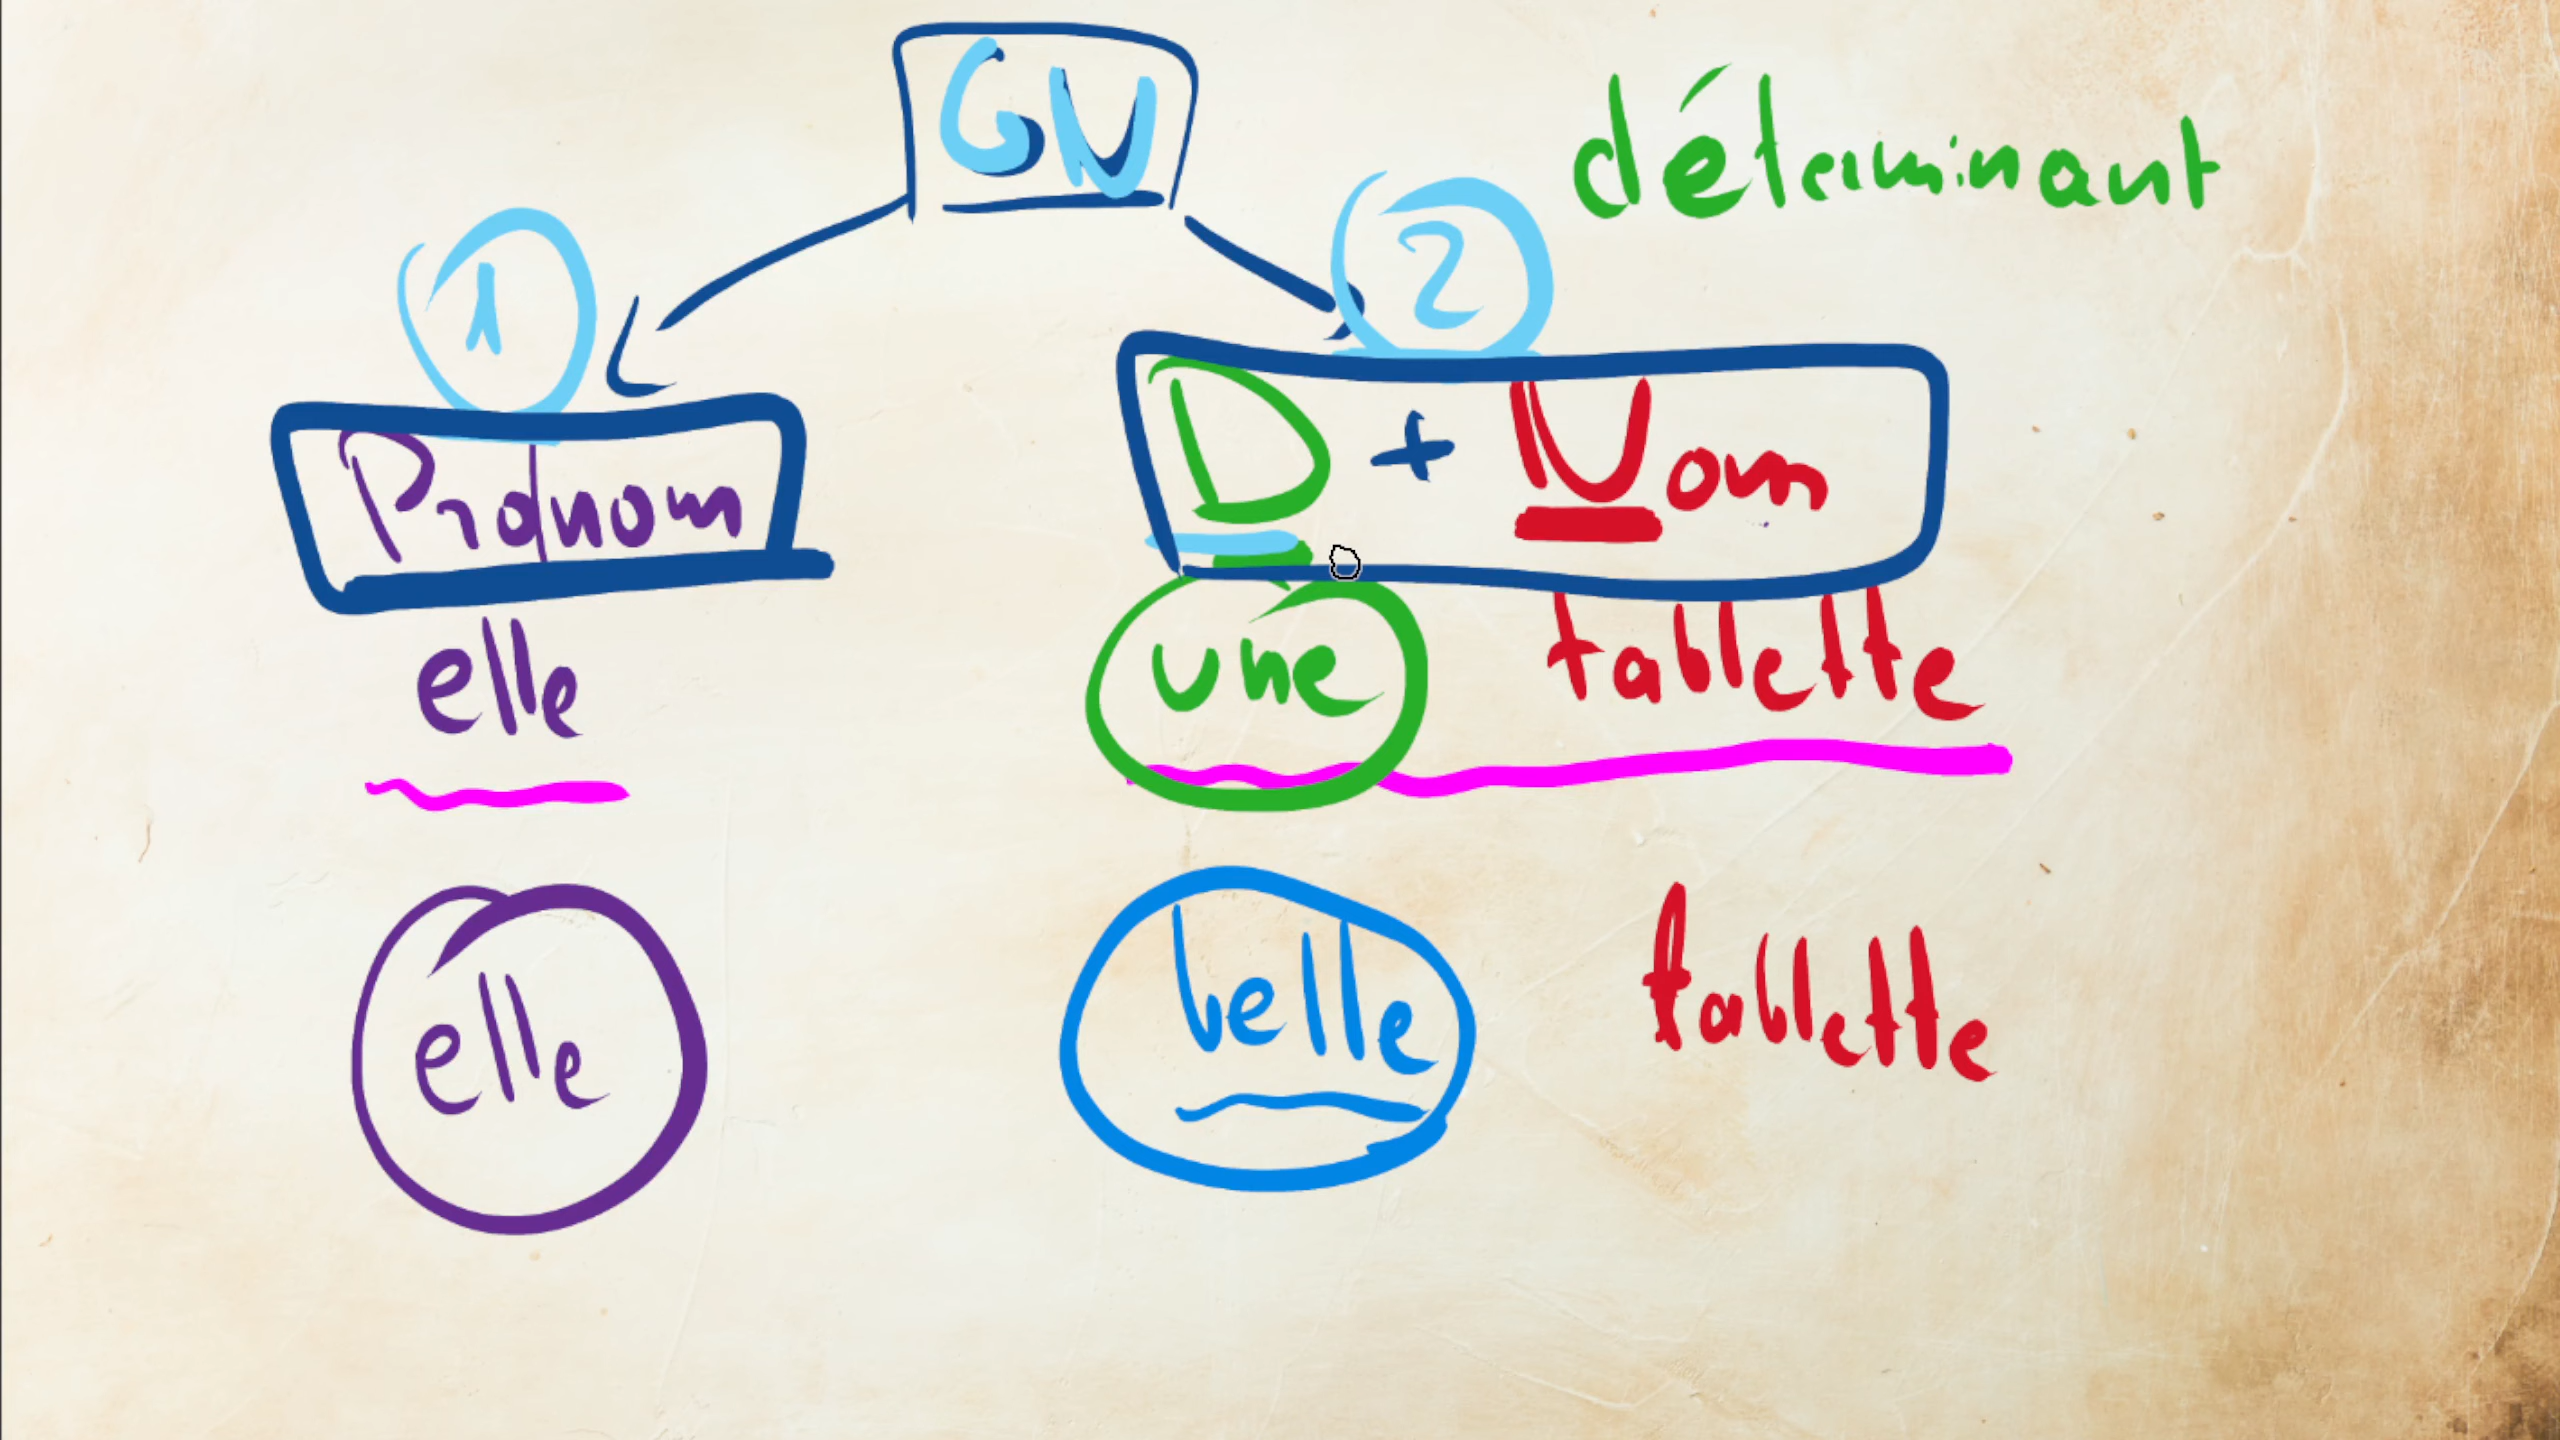 GN
déterminant
1
2
Pronom
D + Nom
elle
une tablette
elle
belle tablette